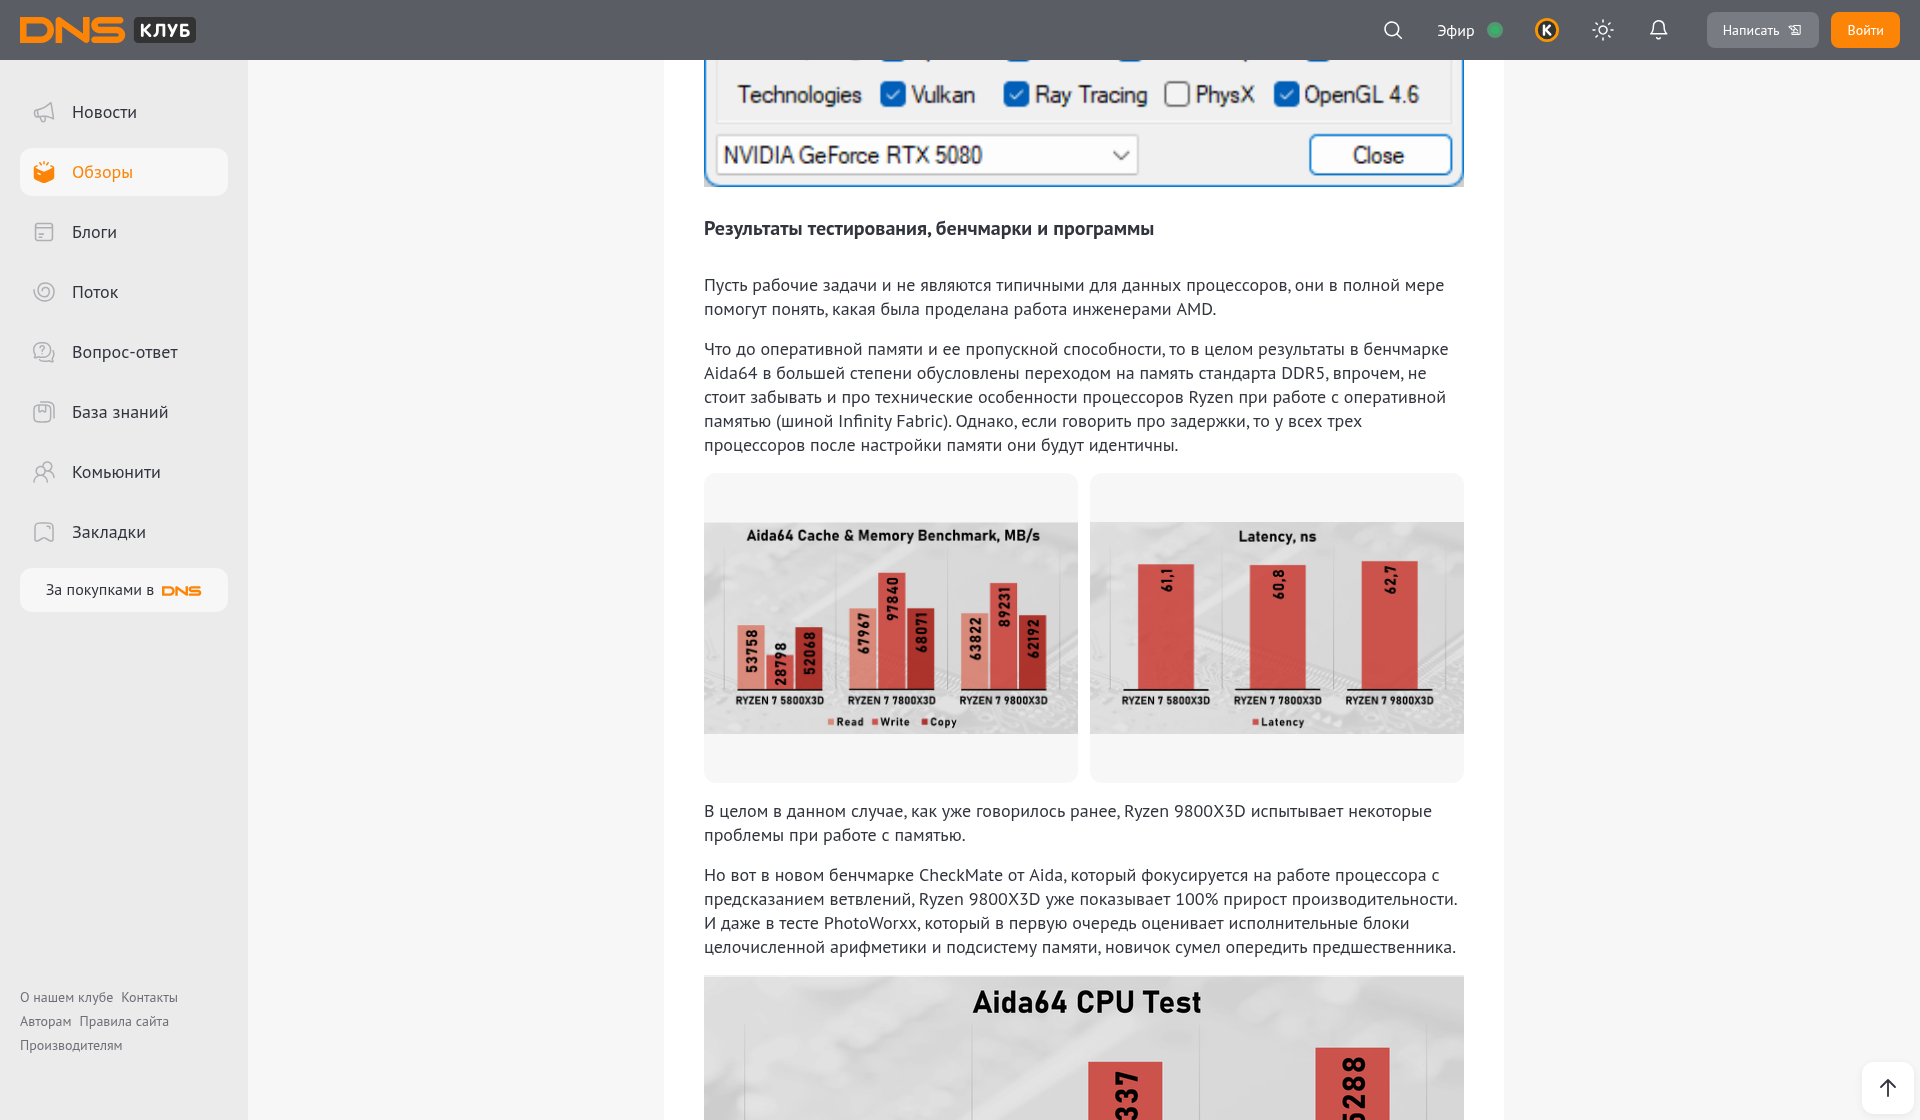 DNS КЛУБ
Эфир
K
Написать
Войти
Новости
Обзоры
Блоги
Поток
Вопрос-ответ
База знаний
Комьюнити
Закладки
За покупками в DNS
О нашем клубе Контакты
Авторам Правила сайта
Производителям
Technologies Vulkan Ray Tracing PhysX OpenGL 4.6
NVIDIA GeForce RTX 5080 Close
Результаты тестирования, бенчмарки и программы
Пусть рабочие задачи и не являются типичными для данных процессоров, они в полной мере
помогут понять, какая была проделана работа инженерами AMD.
Что до оперативной памяти и ее пропускной способности, то в целом результаты в бенчмарке
Aida64 в большей степени обусловлены переходом на память стандарта DDR5, впрочем, не
стоит забывать и про технические особенности процессоров Ryzen при работе с оперативной
памятью (шиной Infinity Fabric). Однако, если говорить про задержки, то у всех трех
процессоров после настройки памяти они будут идентичны.
Aida64 Cache & Memory Benchmark, MB/s
53758 28798 52068 67967 97840 68071 63822 89231 62192
RYZEN 7 5800X3D RYZEN 7 7800X3D RYZEN 7 9800X3D
Read Write Copy
Latency, ns
61,1 60,8 62,7
RYZEN 7 5800X3D RYZEN 7 7800X3D RYZEN 7 9800X3D
Latency
В целом в данном случае, как уже говорилось ранее, Ryzen 9800X3D испытывает некоторые
проблемы при работе с памятью.
Но вот в новом бенчмарке CheckMate от Aida, который фокусируется на работе процессора с
предсказанием ветвлений, Ryzen 9800X3D уже показывает 100% прирост производительности.
И даже в тесте PhotoWorxx, который в первую очередь оценивает исполнительные блоки
целочисленной арифметики и подсистему памяти, новичок сумел опередить предшественника.
Aida64 CPU Test